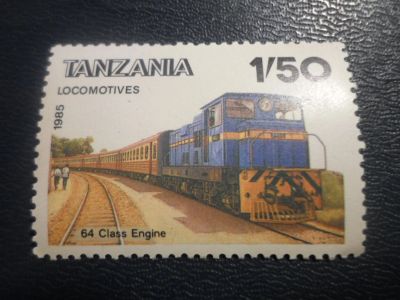 TANZANIA 1/50
LOCOMOTIVES
1985
64 Class Engine